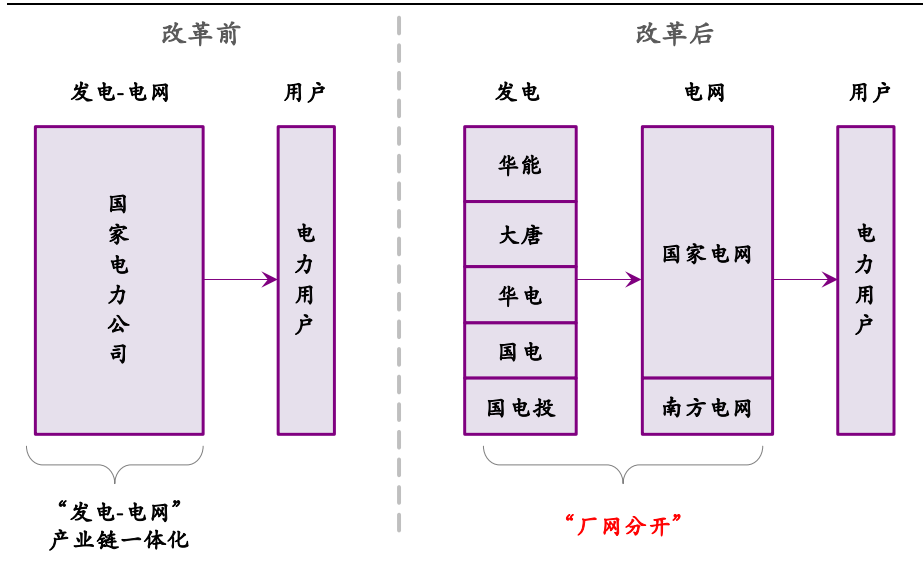 改革前
发电-电网
用户
国家电力公司
电力用户
“发电-电网”
产业链一体化
改革后
发电
电网
用户
华能
大唐
华电
国电
国电投
国家电网
南方电网
电力用户
“厂网分开”